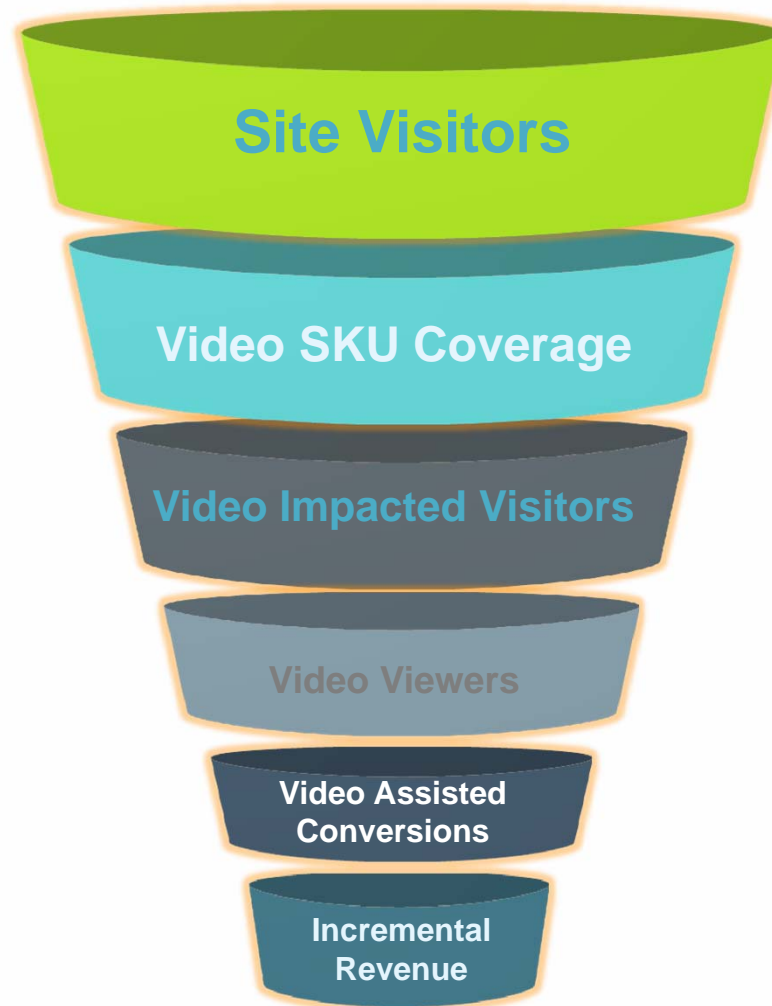 Site Visitors
Video SKU Coverage
Video Impacted Visitors
Video Viewers
Video Assisted
Conversions
Incremental
Revenue